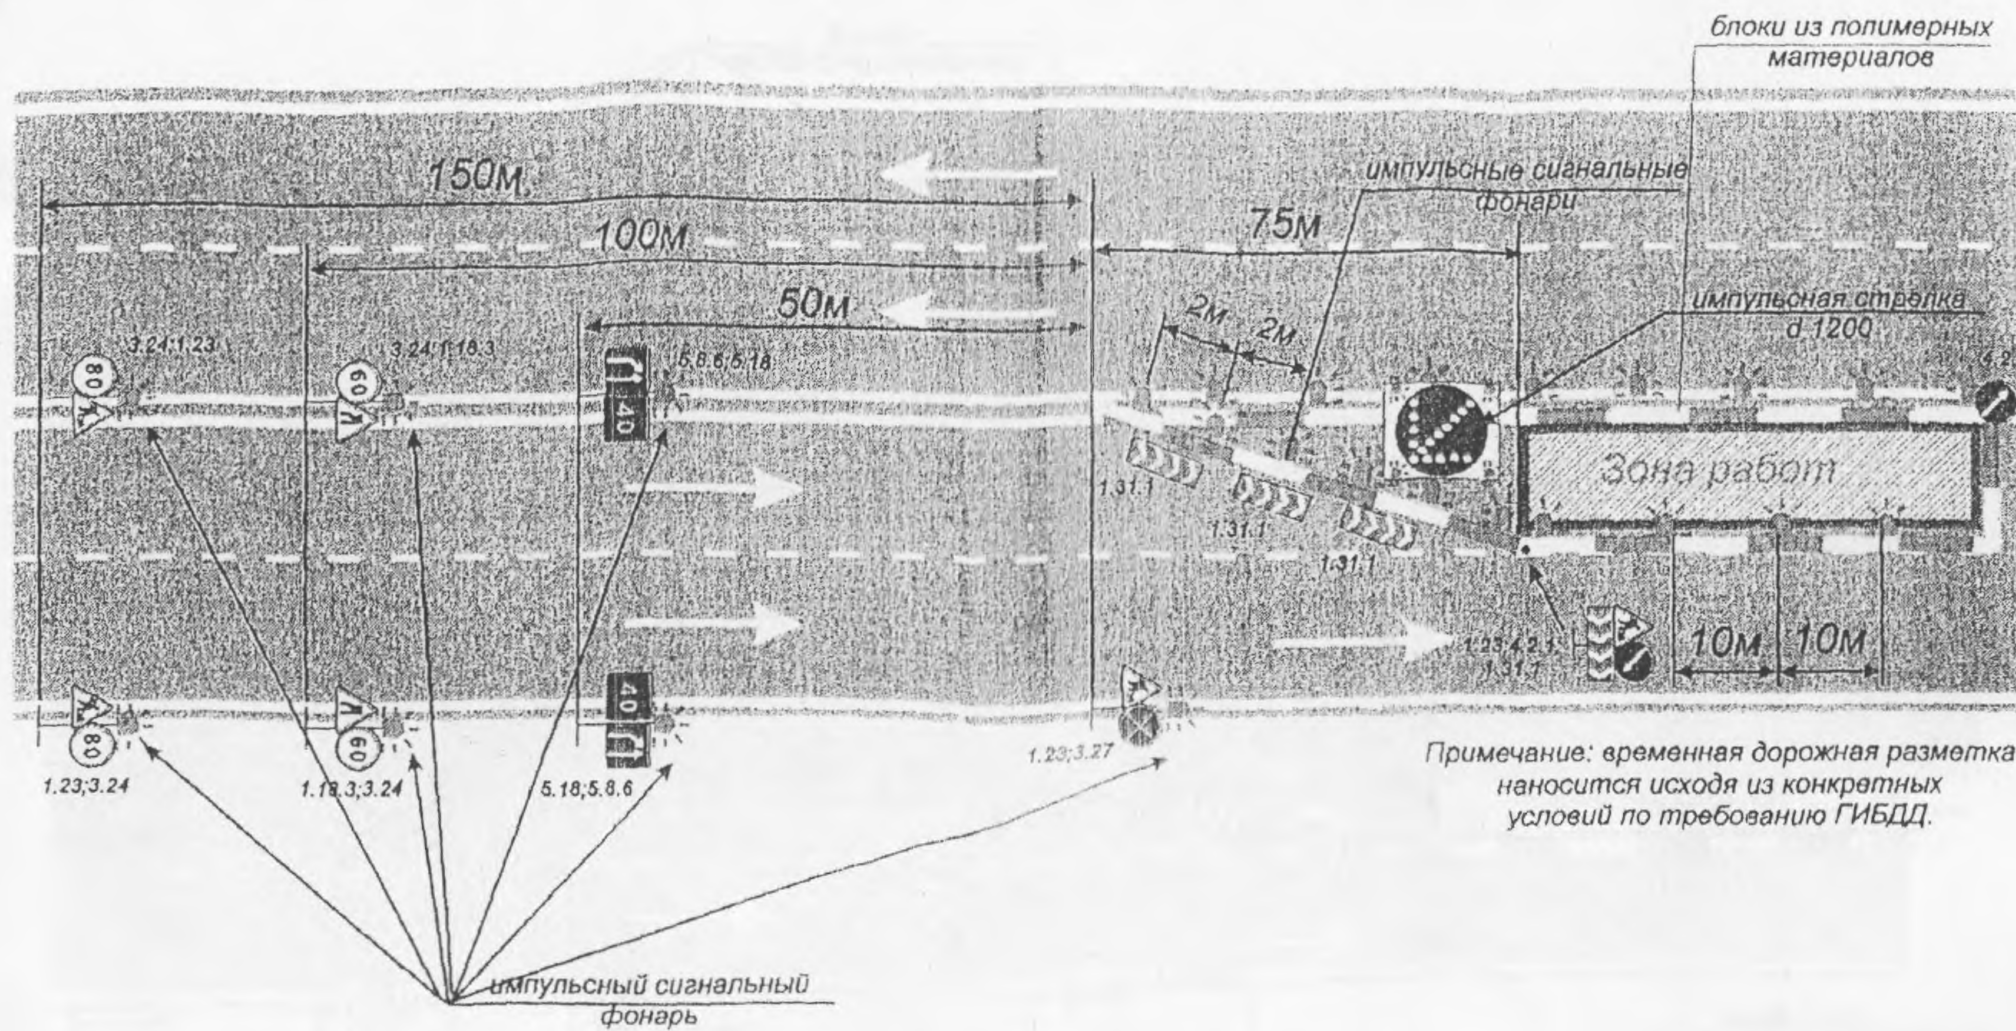 блоки из полимерных
материалов
150м
импульсные сигнальные
фонари
100м
75м
50м
2м
2м
импульсная стрелка
d 1200
3.24;1.23
3.24;1.18.3
5.8.6;5.18
80
60
40
Зона работ
1.31.1
1.31.1
1.31.1
1.23;4.2.1
1.31.1
10м
10м
40
80
60
1.23;3.24
1.18.3;3.24
5.18;5.8.6
1.23;3.27
Примечание: временная дорожная разметка
наносится исходя из конкретных
условий по требованию ГИБДД.
импульсный сигнальный
фонарь